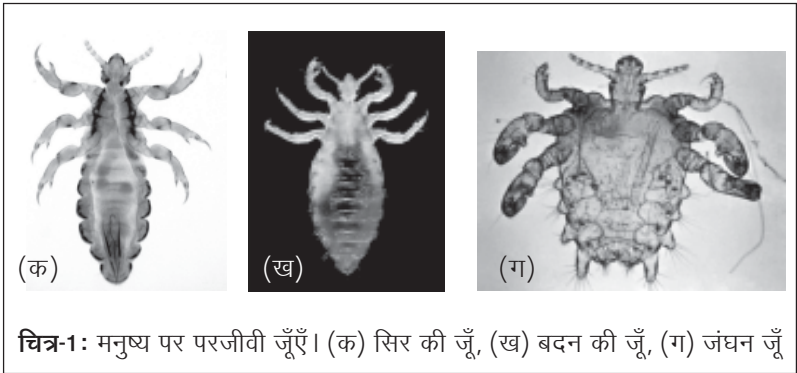 (क)
(ख)
(ग)
चित्र-1: मनुष्य पर परजीवी जूँएँ। (क) सिर की जूँ, (ख) बदन की जूँ, (ग) जंघन जूँ